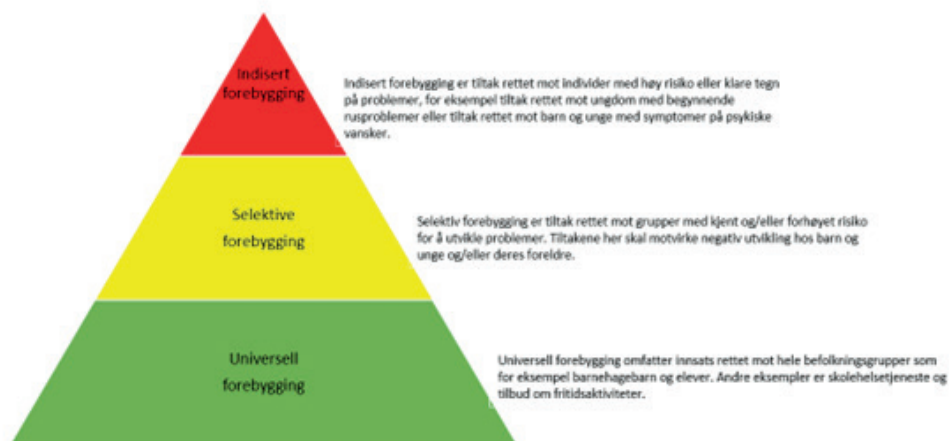 Indisert
forebygging
Indisert forebygging er tiltak rettet mot individer med høy risiko eller klare tegn
på problemer, for eksempel tiltak rettet mot ungdom med begynnende
rusproblemer eller tiltak rettet mot barn og unge med symptomer på psykiske
vansker.
Selektive
forebygging
Selektiv forebygging er tiltak rettet mot grupper med kjent og/eller forhøyet risiko
for å utvikle problemer. Tiltakene her skal motvirke negativ utvikling hos barn og
unge og/eller deres foreldre.
Universell
forebygging
Universell forebygging omfatter innsats rettet mot hele befolkningsgrupper som
for eksempel barnehagebarn og elever. Andre eksempler er skolehelsetjeneste og
tilbud om fritidsaktiviteter.